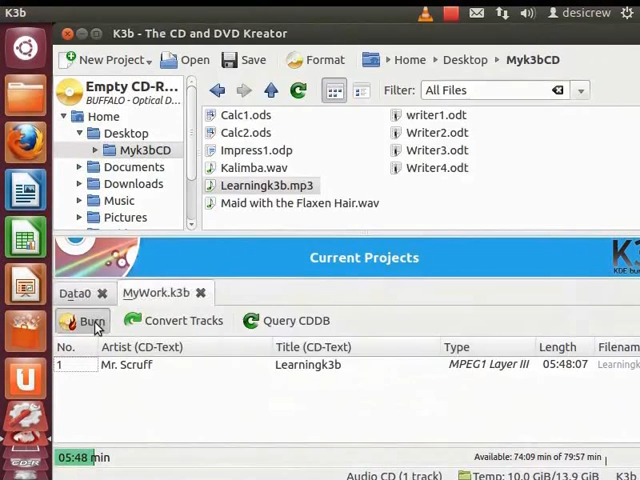 K3b
desicrew
K3b - The CD and DVD Kreator
New Project
Open
Save
Format
Home
Desktop
Myk3bCD
Empty CD-R...
BUFFALO - Optical D...
Filter:
All Files
Home
Desktop
Myk3bCD
Documents
Downloads
Music
Pictures
Calc1.ods
Calc2.ods
Impress1.odp
Kalimba.wav
Learningk3b.mp3
Maid with the Flaxen Hair.wav
writer1.odt
Writer2.odt
Writer3.odt
Writer4.odt
Current Projects
K3
KDE bur
Data0
MyWork.k3b
Burn
Convert Tracks
Query CDDB
No. Artist (CD-Text) Title (CD-Text) Type Length Filenam
1 Mr. Scruff Learningk3b MPEG1 Layer III 05:48:07 Learningk
05:48 min
Available: 74:09 min of 79:57 min
Audio CD (1 track)
Temp: 10.0 GiB/13.9 GiB
K3b